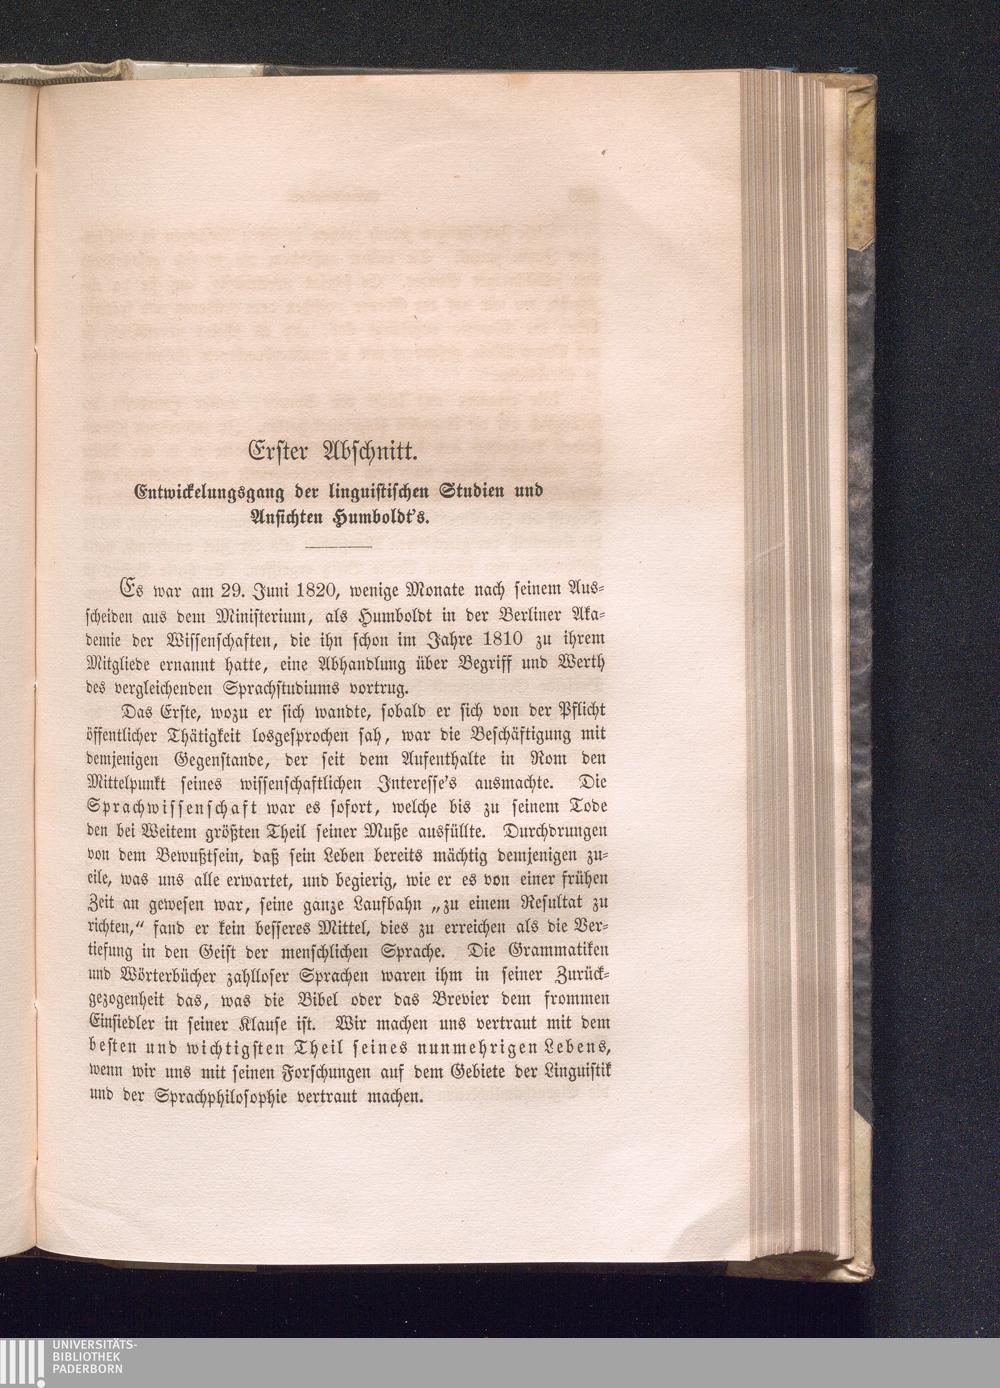 Erster Abschnitt.
Entwickelungsgang der linguistischen Studien und
Ansichten Humboldt's.
Es war am 29. Juni 1820, wenige Monate nach seinem Aus-
scheiden aus dem Ministerium, als Humboldt in der Berliner Aka-
demie der Wissenschaften, die ihn schon im Jahre 1810 zu ihrem
Mitgliede ernannt hatte, eine Abhandlung über Begriff und Werth
des vergleichenden Sprachstudiums vortrug.
Das Erste, wozu er sich wandte, sobald er sich von der Pflicht
öffentlicher Thätigkeit losgesprochen sah, war die Beschäftigung mit
demjenigen Gegenstande, der seit dem Aufenthalte in Rom den
Mittelpunkt seines wissenschaftlichen Interesse's ausmachte. Die
Sprachwissenschaft war es sofort, welche bis zu seinem Tode
den bei Weitem größten Theil seiner Muße ausfüllte. Durchdrungen
von dem Bewußtsein, daß sein Leben bereits mächtig demjenigen zu-
eile, was uns alle erwartet, und begierig, wie er es von einer frühen
Zeit an gewesen war, seine ganze Laufbahn „zu einem Resultat zu
richten,“ fand er kein besseres Mittel, dies zu erreichen als die Ver-
tiefung in den Geist der menschlichen Sprache. Die Grammatiken
und Wörterbücher zahlloser Sprachen waren ihm in seiner Zurück-
gezogenheit das, was die Bibel oder das Brevier dem frommen
Einsiedler in seiner Klause ist. Wir machen uns vertraut mit dem
besten und wichtigsten Theil seines nunmehrigen Lebens,
wenn wir uns mit seinen Forschungen auf dem Gebiete der Linguistik
und der Sprachphilosophie vertraut machen.
UNIVERSITÄTS-
BIBLIOTHEK
PADERBORN